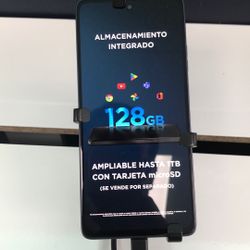 ALMACENAMIENTO
INTEGRADO
128GB
AMPLIABLE HASTA 1TB
CON TARJETA microSD
(SE VENDE POR SEPARADO)